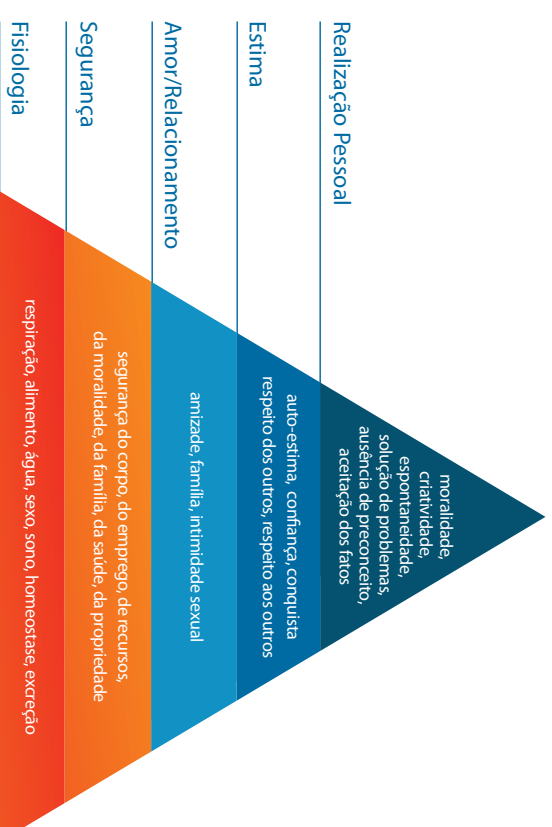 Realização Pessoal
moralidade,
criatividade,
espontaneidade,
solução de problemas,
ausência de preconceito,
aceitação dos fatos
Estima
auto-estima, confiança, conquista
respeito dos outros, respeito aos outros
Amor/Relacionamento
amizade, família, intimidade sexual
Segurança
segurança do corpo, do emprego, de recursos,
da moralidade, da família, da saúde, da propriedade
Fisiologia
respiração, alimento, água, sexo, sono, homeostase, excreção